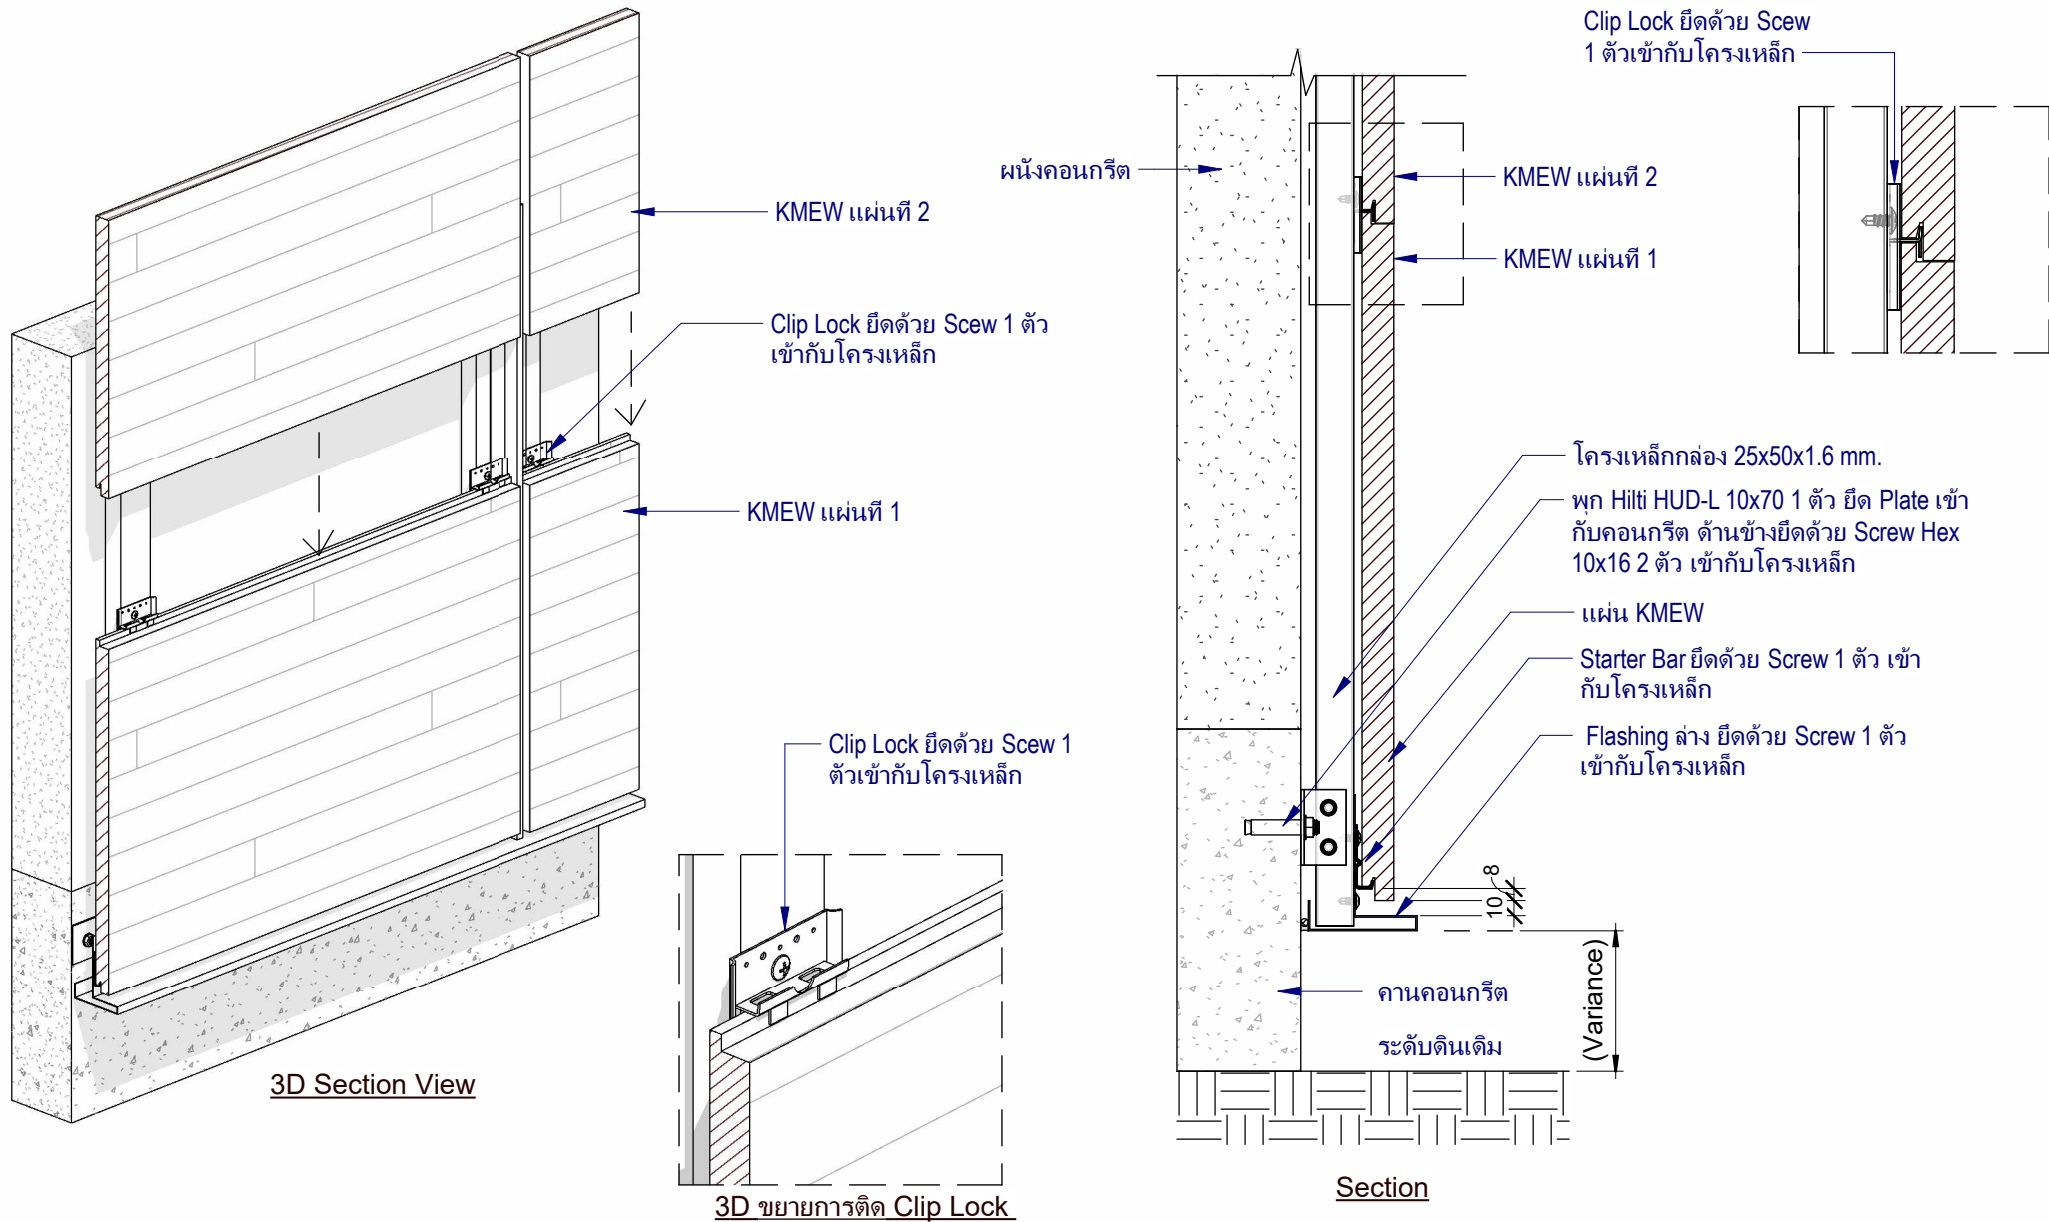 KMEW แผ่นที่ 2
Clip Lock ยึดด้วย Scew 1 ตัว
เข้ากับโครงเหล็ก
KMEW แผ่นที่ 1
3D Section View
Clip Lock ยึดด้วย Scew 1
ตัวเข้ากับโครงเหล็ก
3D ขยายการติด Clip Lock
ผนังคอนกรีต
KMEW แผ่นที่ 2
KMEW แผ่นที่ 1
Clip Lock ยึดด้วย Scew
1 ตัวเข้ากับโครงเหล็ก
โครงเหล็กกล่อง 25x50x1.6 mm.
พุก Hilti HUD-L 10x70 1 ตัว ยึด Plate เข้า
กับคอนกรีต ด้านข้างยึดด้วย Screw Hex
10x16 2 ตัว เข้ากับโครงเหล็ก
แผ่น KMEW
Starter Bar ยึดด้วย Screw 1 ตัว เข้า
กับโครงเหล็ก
Flashing ล่าง ยึดด้วย Screw 1 ตัว
เข้ากับโครงเหล็ก
8
10
(Variance)
คานคอนกรีต
ระดับดินเดิม
Section